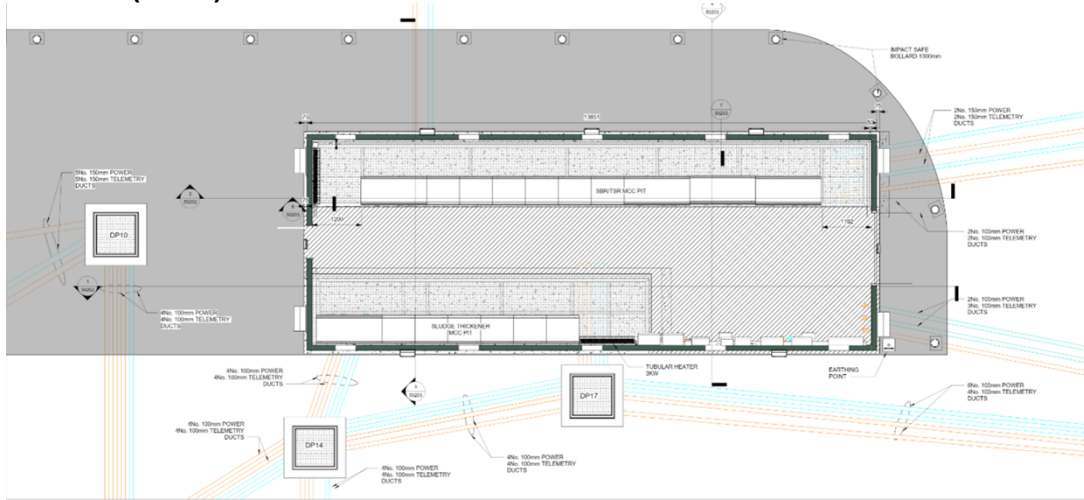 IMPACT SAFE
BOLLARD 1000mm
2No. 150mm POWER
2No. 150mm TELEMETRY
DUCTS
5No. 150mm POWER
5No. 150mm TELEMETRY
DUCTS
SBR/TSR MCC PIT
1200
1162
DP10
2No. 100mm POWER
2No. 100mm TELEMETRY
DUCTS
2No. 100mm POWER
3No. 100mm TELEMETRY
DUCTS
4No. 100mm POWER
4No. 100mm TELEMETRY
DUCTS
SLUDGE THICKENER
MCC PIT
TUBULAR HEATER
3KW
EARTHING
POINT
4No. 100mm POWER
4No. 100mm TELEMETRY
DUCTS
DP17
6No. 100mm POWER
4No. 100mm TELEMETRY
DUCTS
4No. 100mm POWER
4No. 100mm TELEMETRY
DUCTS
DP14
4No. 100mm POWER
4No. 100mm TELEMETRY
DUCTS
4No. 100mm POWER
4No. 100mm TELEMETRY
DUCTS